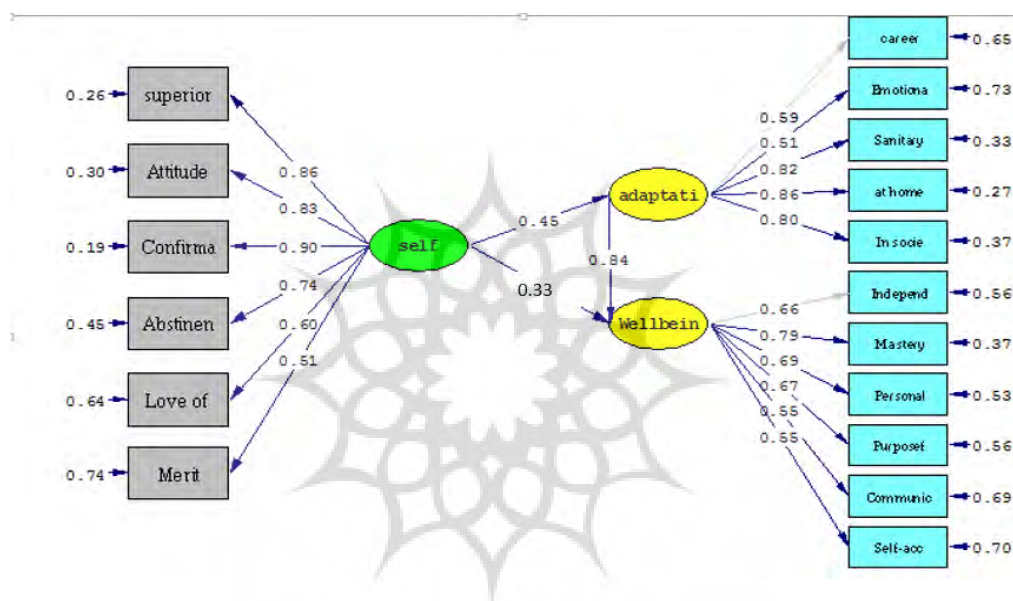 0.26
superior
0.30
Attitude
0.19
Confirma
0.45
Abstinen
0.64
Love of
0.74
Merit
0.86
0.83
0.90
0.74
0.60
0.51
self
0.45
0.33
adaptati
0.84
Wellbein
0.59
0.51
0.82
0.86
0.80
0.66
0.79
0.69
0.67
0.55
0.55
career
0.65
Emotiona
0.73
Sanitary
0.33
at home
0.27
In socie
0.37
Independ
0.56
Mastery
0.37
Personal
0.53
Purposef
0.56
Communic
0.69
Self-acc
0.70